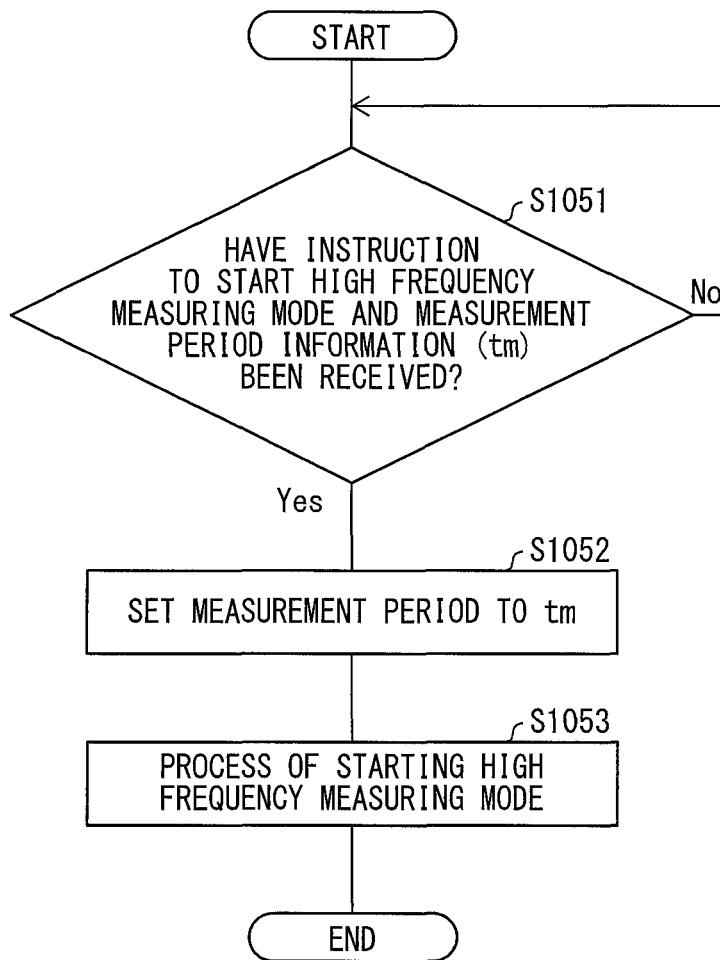 START
S1051
HAVE INSTRUCTION
TO START HIGH FREQUENCY
MEASURING MODE AND MEASUREMENT
PERIOD INFORMATION (tm)
BEEN RECEIVED?
No
Yes
S1052
SET MEASUREMENT PERIOD TO tm
S1053
PROCESS OF STARTING HIGH
FREQUENCY MEASURING MODE
END